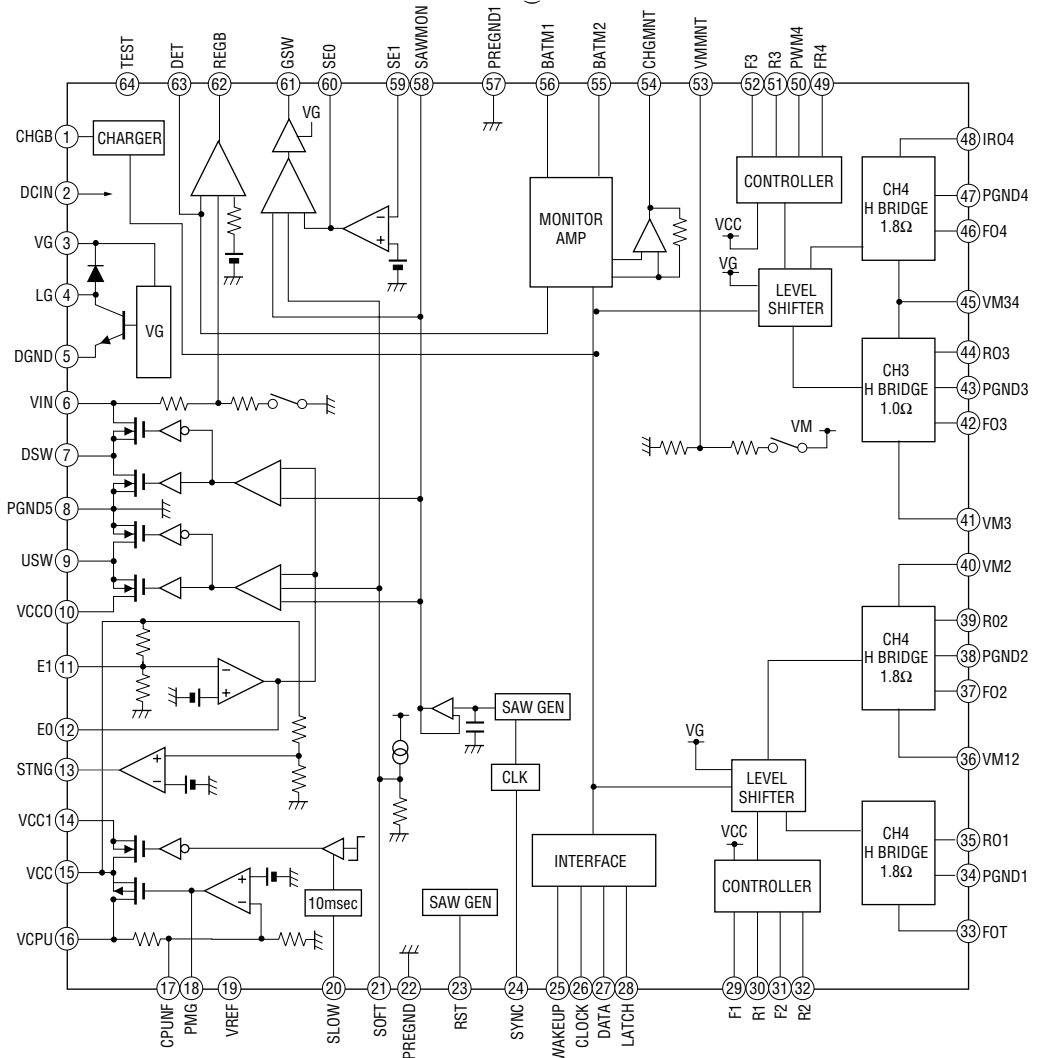 TEST
DET
REGB
GSW
SE0
SE1
SAWMON
PREGND1
BATM1
BATM2
CHGMNT
VMMNT
F3
R3
PWM4
FR4
64
63
62
61
60
59
58
57
56
55
54
53
52
51
50
49
CHGB 1
CHARGER
DCIN 2
VG 3
LG 4
DGND 5
VG
VIN 6
DSW 7
PGND5 8
USW 9
VCCO 10
E1 11
E0 12
STNG 13
VCC1 14
VCC 15
VCPU 16
VG
MONITOR
AMP
CONTROLLER
VCC
VG
LEVEL
SHIFTER
CH4
H BRIDGE
1.8Ω
CH3
H BRIDGE
1.0Ω
VM
48 IRO4
47 PGND4
46 FO4
45 VM34
44 RO3
43 PGND3
42 FO3
41 VM3
40 VM2
39 R02
38 PGND2
37 FO2
36 VM12
35 RO1
34 PGND1
33 FOT
CH4
H BRIDGE
1.8Ω
VG
LEVEL
SHIFTER
VCC
CONTROLLER
CH4
H BRIDGE
1.8Ω
SAW GEN
CLK
INTERFACE
SAW GEN
10msec
+
−
+
−
+
−
+
−
17
18
19
20
21
22
23
24
25
26
27
28
29
30
31
32
CPUNF
PMG
VREF
SLOW
SOFT
PREGND
RST
SYNC
WAKEUP
CLOCK
DATA
LATCH
F1
R1
F2
R2